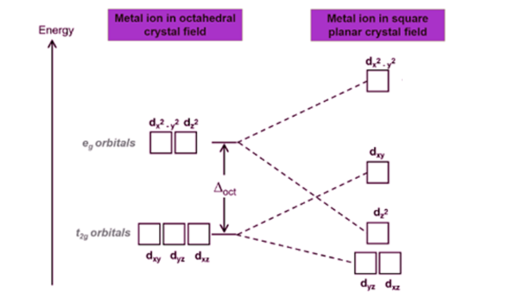 Metal ion in octahedral
crystal field
Metal ion in square
planar crystal field
Energy
dx² - y²
dx² - y² dz²
eg orbitals
dxy
Δoct
dz²
t2g orbitals
dxy dyz dxz
dyz dxz